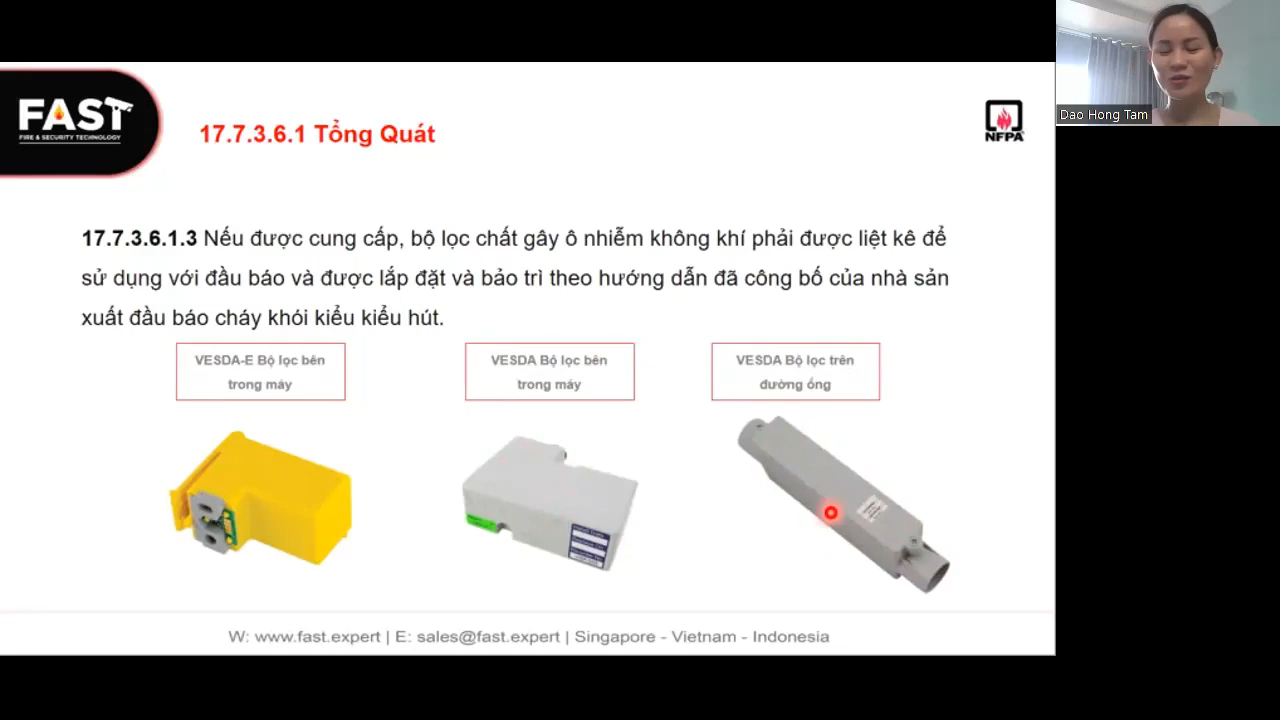 FAST
FIRE & SECURITY TECHNOLOGY
17.7.3.6.1 Tổng Quát
NFPA
Dao Hong Tam
17.7.3.6.1.3 Nếu được cung cấp, bộ lọc chất gây ô nhiễm không khí phải được liệt kê để
sử dụng với đầu báo và được lắp đặt và bảo trì theo hướng dẫn đã công bố của nhà sản
xuất đầu báo cháy khói kiểu kiểu hút.
VESDA-E Bộ lọc bên
trong máy
VESDA Bộ lọc bên
trong máy
VESDA Bộ lọc trên
đường ống
W: www.fast.expert | E: sales@fast.expert | Singapore - Vietnam - Indonesia